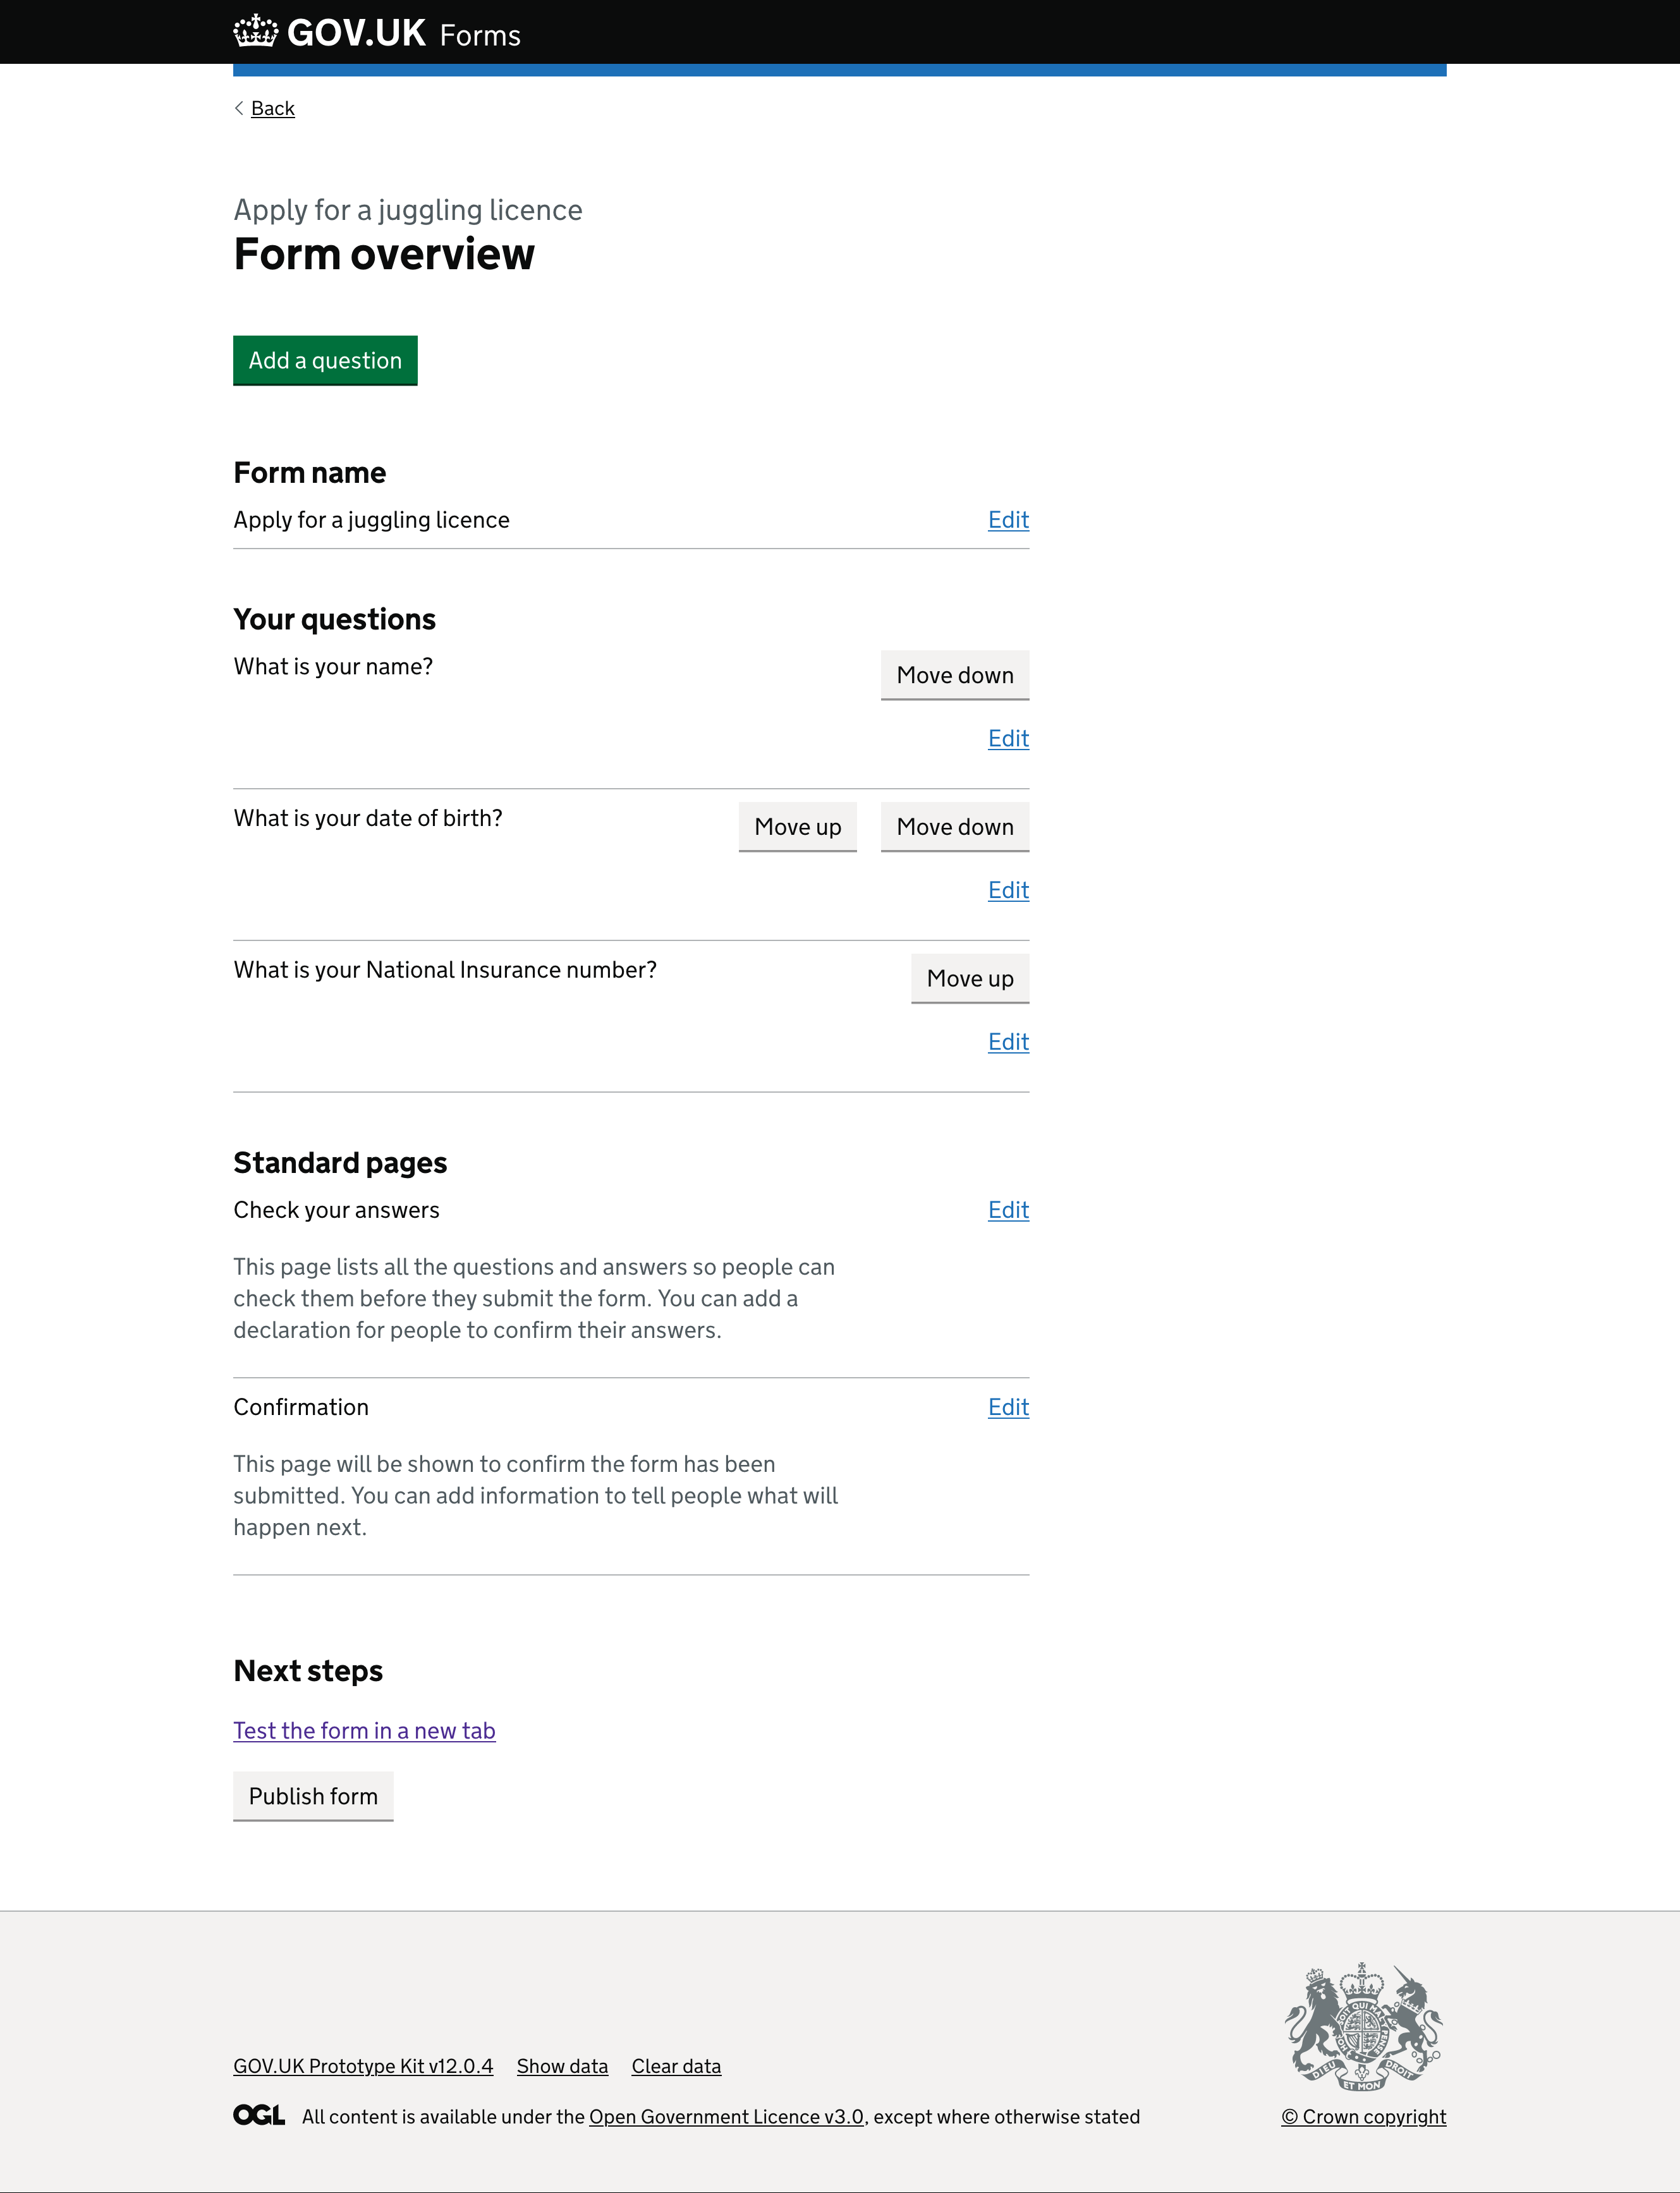 GOV.UK Forms
Back
Apply for a juggling licence
Form overview
Add a question
Form name
Apply for a juggling licence Edit
Your questions
What is your name? Move down
Edit
What is your date of birth? Move up Move down
Edit
What is your National Insurance number? Move up
Edit
Standard pages
Check your answers Edit
This page lists all the questions and answers so people can
check them before they submit the form. You can add a
declaration for people to confirm their answers.
Confirmation Edit
This page will be shown to confirm the form has been
submitted. You can add information to tell people what will
happen next.
Next steps
Test the form in a new tab
Publish form
GOV.UK Prototype Kit v12.0.4 Show data Clear data
OGL All content is available under the Open Government Licence v3.0, except where otherwise stated
DIEU ET MON DROIT
© Crown copyright